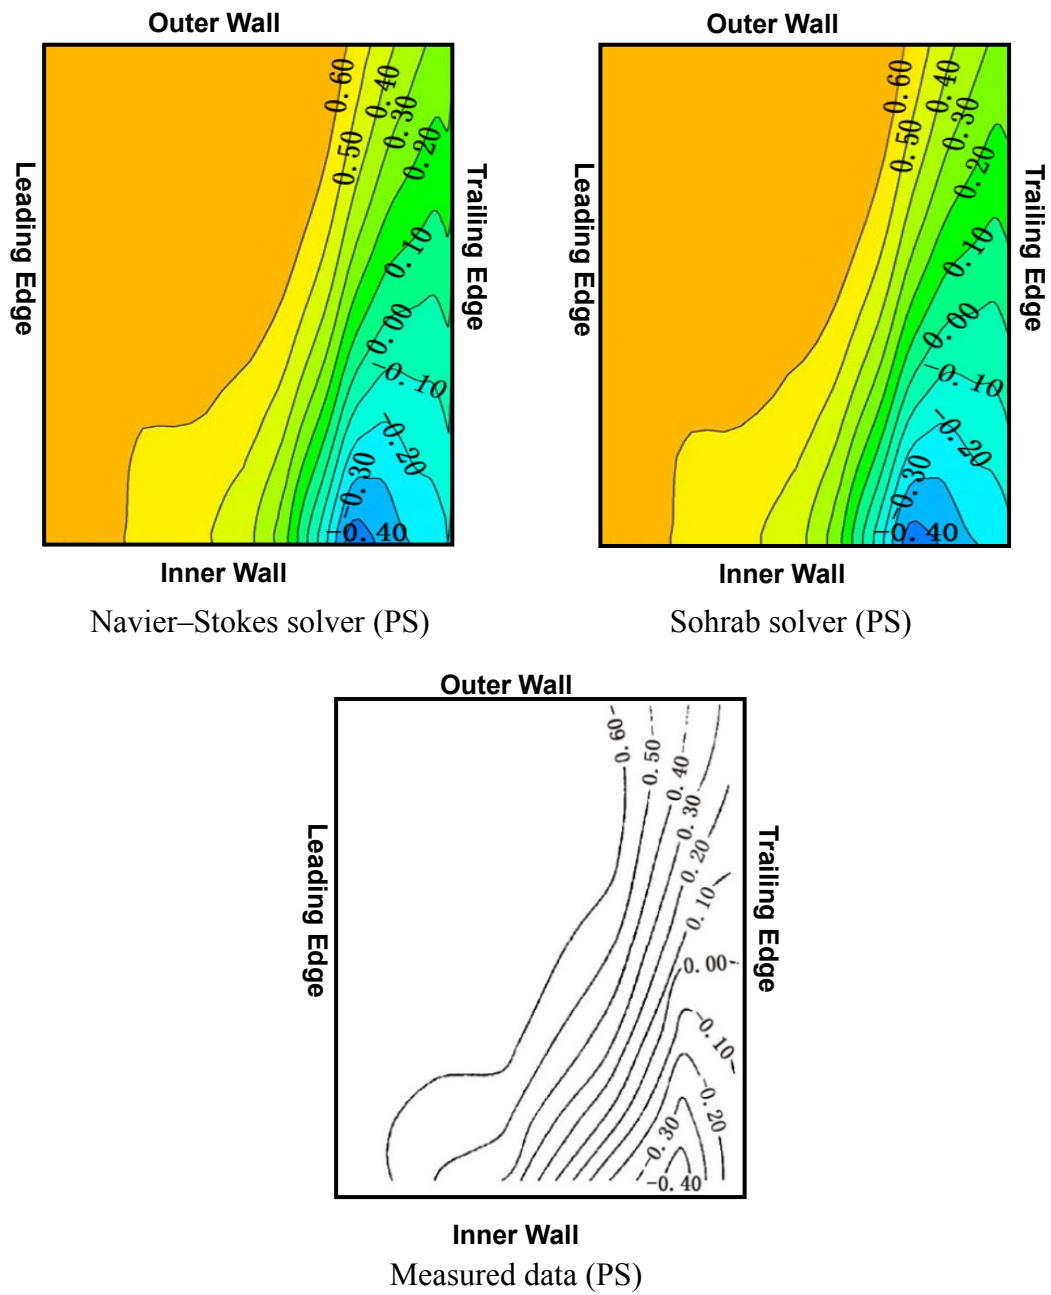 Outer Wall
Leading Edge
0.60
0.50
0.40
0.30
0.20
0.10
0.00
-0.10
-0.20
-0.30
-0.40
Trailing Edge
Inner Wall
Navier–Stokes solver (PS)
Outer Wall
Leading Edge
0.60
0.50
0.40
0.30
0.20
0.10
0.00
-0.10
-0.20
-0.30
-0.40
Trailing Edge
Inner Wall
Sohrab solver (PS)
Outer Wall
Leading Edge
0.60
0.50
0.40
0.30
0.20
0.10
0.00
-0.10
-0.20
-0.30
-0.40
Trailing Edge
Inner Wall
Measured data (PS)